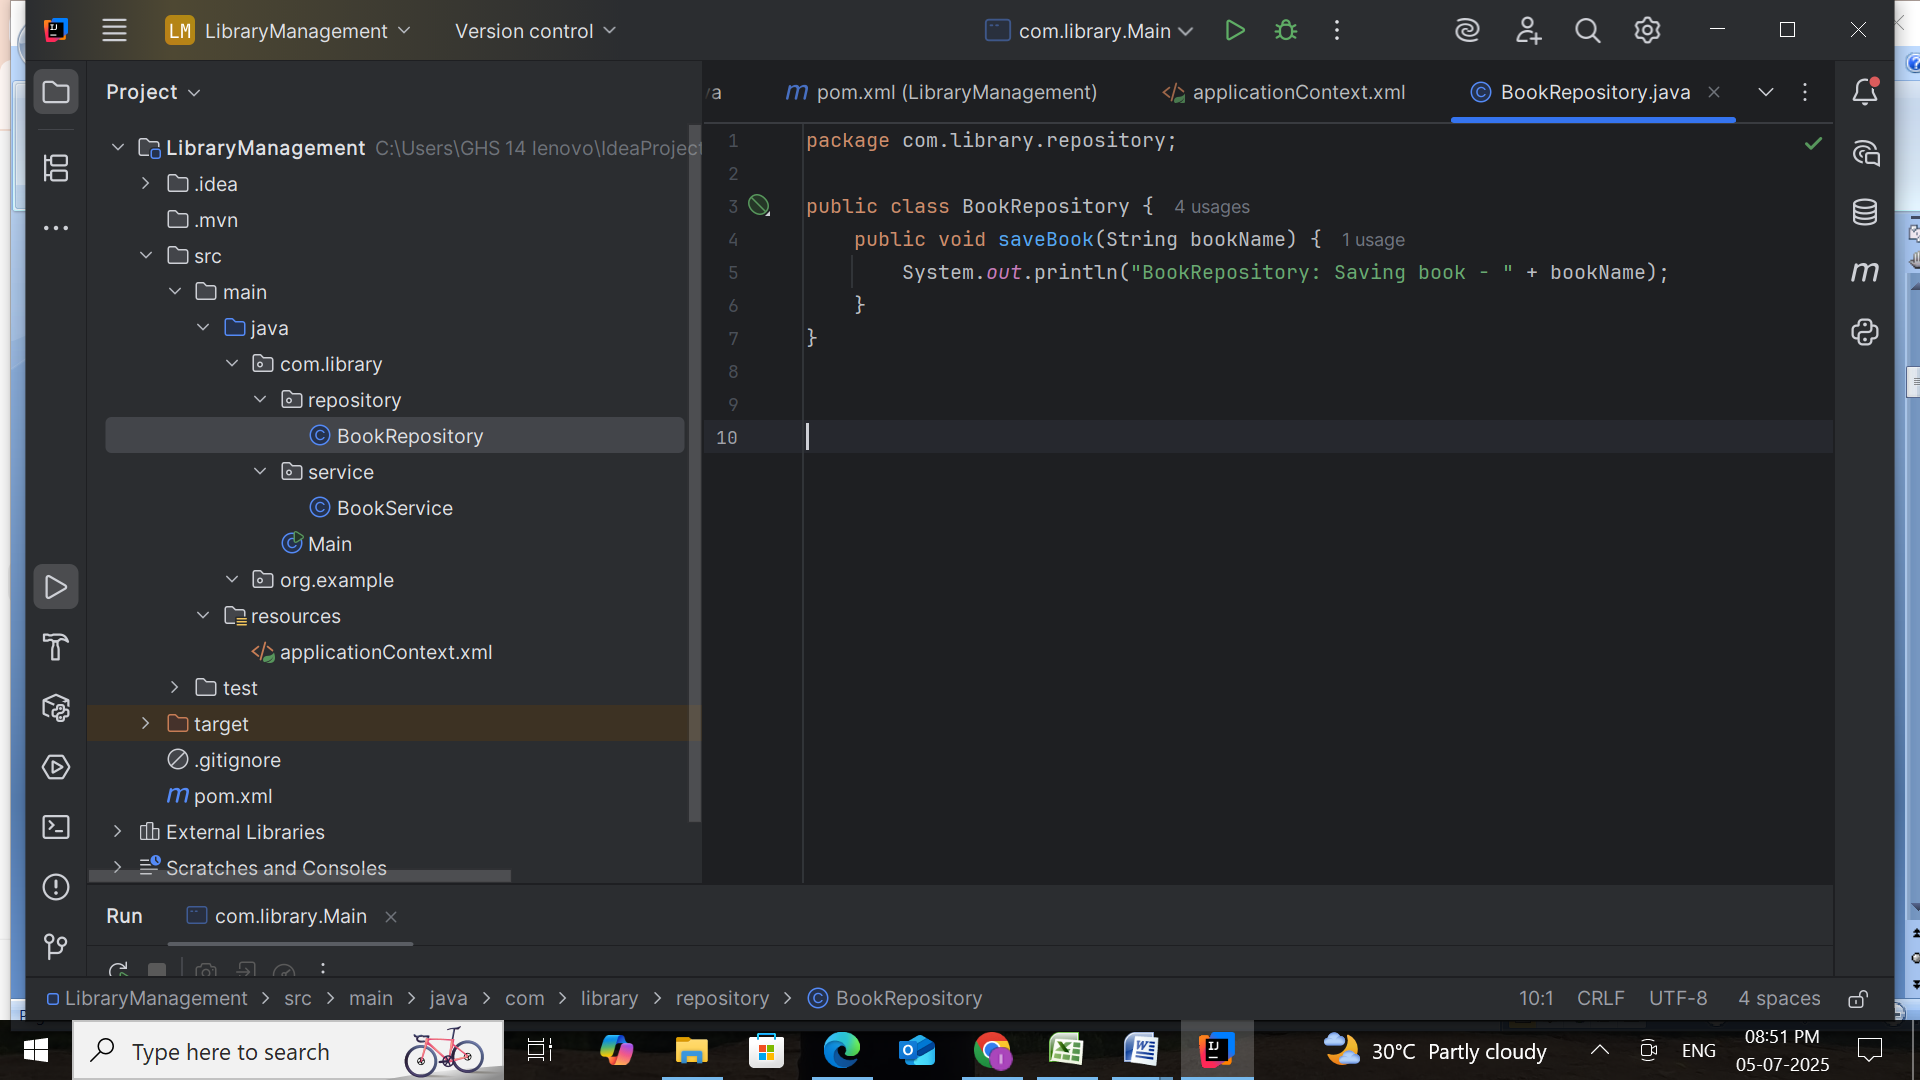 LM LibraryManagement Version control com.library.Main
Project
pom.xml (LibraryManagement) applicationContext.xml BookRepository.java
LibraryManagement C:\Users\GHS 14 lenovo\IdeaProject
.idea
.mvn
src
main
java
com.library
repository
BookRepository
service
BookService
Main
org.example
resources
applicationContext.xml
test
target
.gitignore
pom.xml
External Libraries
Scratches and Consoles
1 package com.library.repository;
2
3 public class BookRepository { 4 usages
4 public void saveBook(String bookName) { 1 usage
5 System.out.println("BookRepository: Saving book - " + bookName);
6 }
7 }
8
9
10
Run com.library.Main
LibraryManagement > src > main > java > com > library > repository > BookRepository
10:1 CRLF UTF-8 4 spaces
Type here to search
30°C Partly cloudy
ENG
08:51 PM
05-07-2025